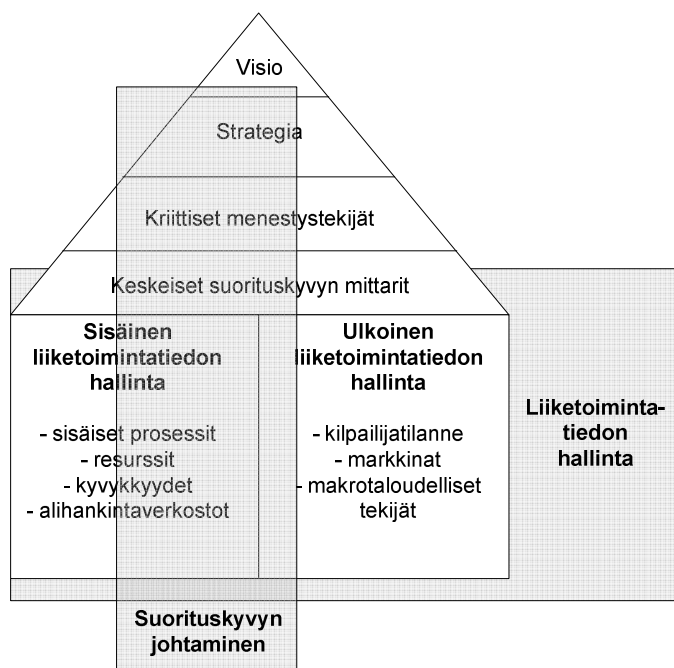 Visio
Strategia
Kriittiset menestystekijät
Keskeiset suorituskyvyn mittarit
Sisäinen
liiketoimintatiedon
hallinta
- sisäiset prosessit
- resurssit
- kyvykkyydet
- alihankintaverkostot
Ulkoinen
liiketoimintatiedon
hallinta
- kilpailijatilanne
- markkinat
- makrotaloudelliset
tekijät
Liiketoiminta-
tiedon
hallinta
Suorituskyvyn
johtaminen